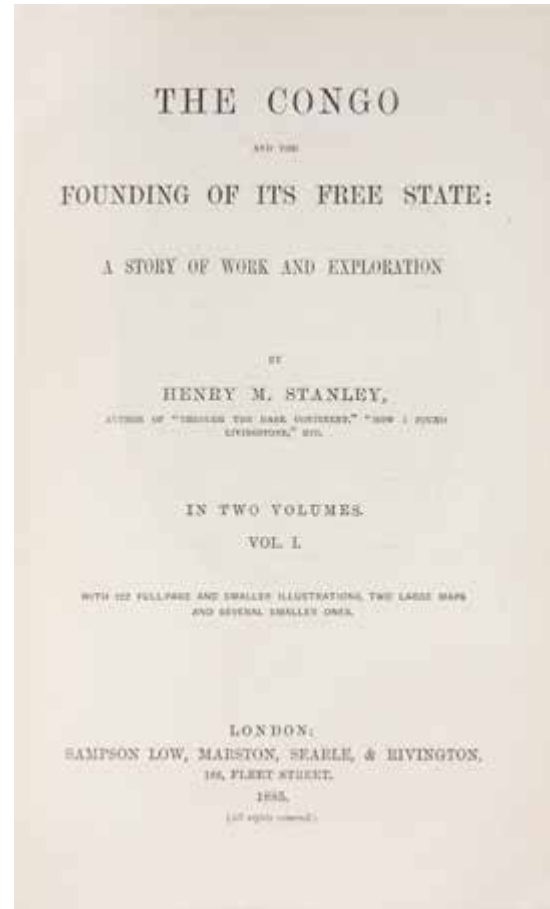 THE CONGO
AND THE
FOUNDING OF ITS FREE STATE:
A STORY OF WORK AND EXPLORATION
BY
HENRY M. STANLEY,
AUTHOR OF "THROUGH THE DARK CONTINENT," "HOW I FOUND
LIVINGSTONE," ETC.
IN TWO VOLUMES.
VOL. I.
WITH 122 FULL-PAGE AND SMALLER ILLUSTRATIONS, TWO LARGE MAPS
AND SEVERAL SMALLER ONES.
LONDON:
SAMPSON LOW, MARSTON, SEARLE, & RIVINGTON,
188, FLEET STREET.
1885.
(All rights reserved).